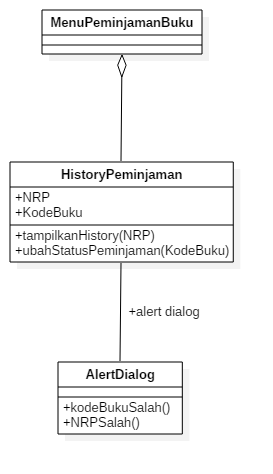 MenuPeminjamanBuku
HistoryPeminjaman
+NRP
+KodeBuku
+tampilkanHistory(NRP)
+ubahStatusPeminjaman(KodeBuku)
+alert dialog
AlertDialog
+kodeBukuSalah()
+NRPSalah()